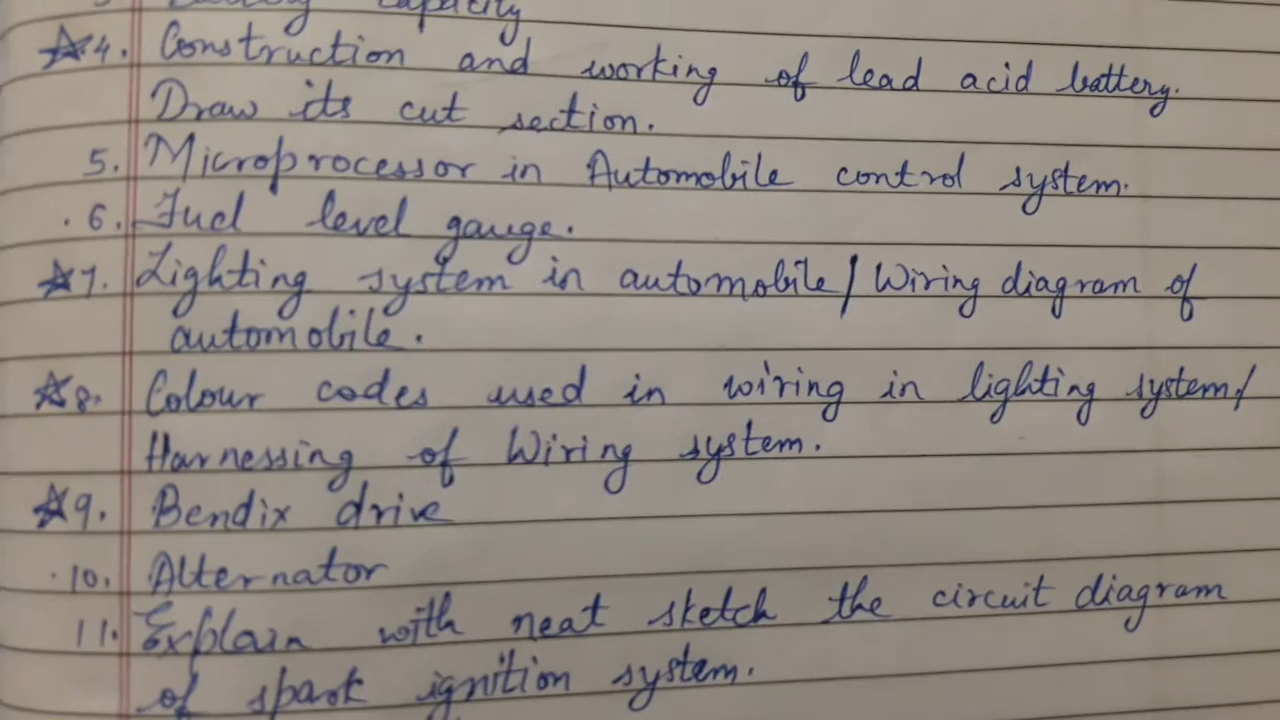 Battery capacity
☆4. Construction and working of lead acid battery.
Draw its cut section.
5. Microprocessor in Automobile control system.
.6. Fuel level gauge.
☆7. Lighting system in automobile/Wiring diagram of
automobile.
☆8. Colour codes used in wiring in lighting system/
Harnessing of Wiring system.
☆9. Bendix drive
.10. Alternator
11. Explain with neat sketch the circuit diagram
of spark ignition system.